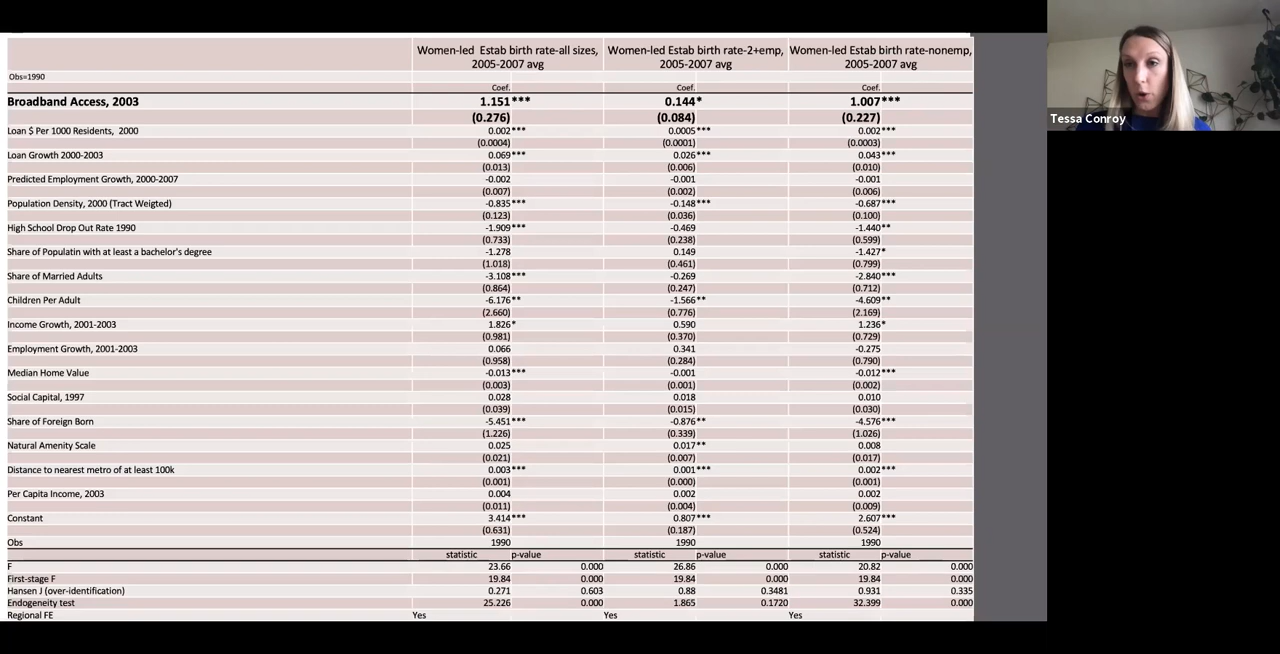 Women-led Estab birth rate-all sizes, 2005-2007 avg
Women-led Estab birth rate-2+emp, 2005-2007 avg
Women-led Estab birth rate-nonemp, 2005-2007 avg
Obs=1990
Coef. Coef. Coef.
Broadband Access, 2003 1.151*** 0.144* 1.007***
(0.276) (0.084) (0.227)
Loan $ Per 1000 Residents, 2000 0.002*** 0.0005*** 0.002***
(0.0004) (0.0001) (0.0003)
Loan Growth 2000-2003 0.069*** 0.026*** 0.043***
(0.013) (0.006) (0.010)
Predicted Employment Growth, 2000-2007 -0.002 -0.001 -0.001
(0.007) (0.002) (0.006)
Population Density, 2000 (Tract Weigted) -0.835*** -0.148*** -0.687***
(0.123) (0.036) (0.100)
High School Drop Out Rate 1990 -1.909*** -0.469 -1.440**
(0.733) (0.238) (0.599)
Share of Populatin with at least a bachelor's degree -1.278 0.149 -1.427*
(1.018) (0.461) (0.799)
Share of Married Adults -3.108*** -0.269 -2.840***
(0.864) (0.247) (0.712)
Children Per Adult -6.176** -1.566** -4.609**
(2.660) (0.776) (2.169)
Income Growth, 2001-2003 1.826* 0.590 1.236*
(0.981) (0.370) (0.729)
Employment Growth, 2001-2003 0.066 0.341 -0.275
(0.958) (0.284) (0.790)
Median Home Value -0.013*** -0.001 -0.012***
(0.003) (0.001) (0.002)
Social Capital, 1997 0.028 0.018 0.010
(0.039) (0.015) (0.030)
Share of Foreign Born -5.451*** -0.876** -4.576***
(1.226) (0.339) (1.026)
Natural Amenity Scale 0.025 0.017** 0.008
(0.021) (0.007) (0.017)
Distance to nearest metro of at least 100k 0.003*** 0.001*** 0.002***
(0.001) (0.000) (0.001)
Per Capita Income, 2003 0.004 0.002 0.002
(0.011) (0.004) (0.009)
Constant 3.414*** 0.807*** 2.607***
(0.631) (0.187) (0.524)
Obs 1990 1990 1990
statistic p-value statistic p-value statistic p-value
F 23.66 0.000 26.86 0.000 20.82 0.000
First-stage F 19.84 0.000 19.84 0.000 19.84 0.000
Hansen J (over-identification) 0.271 0.603 0.88 0.3481 0.931 0.335
Endogeneity test 25.226 0.000 1.865 0.1720 32.399 0.000
Regional FE Yes Yes Yes
Tessa Conroy